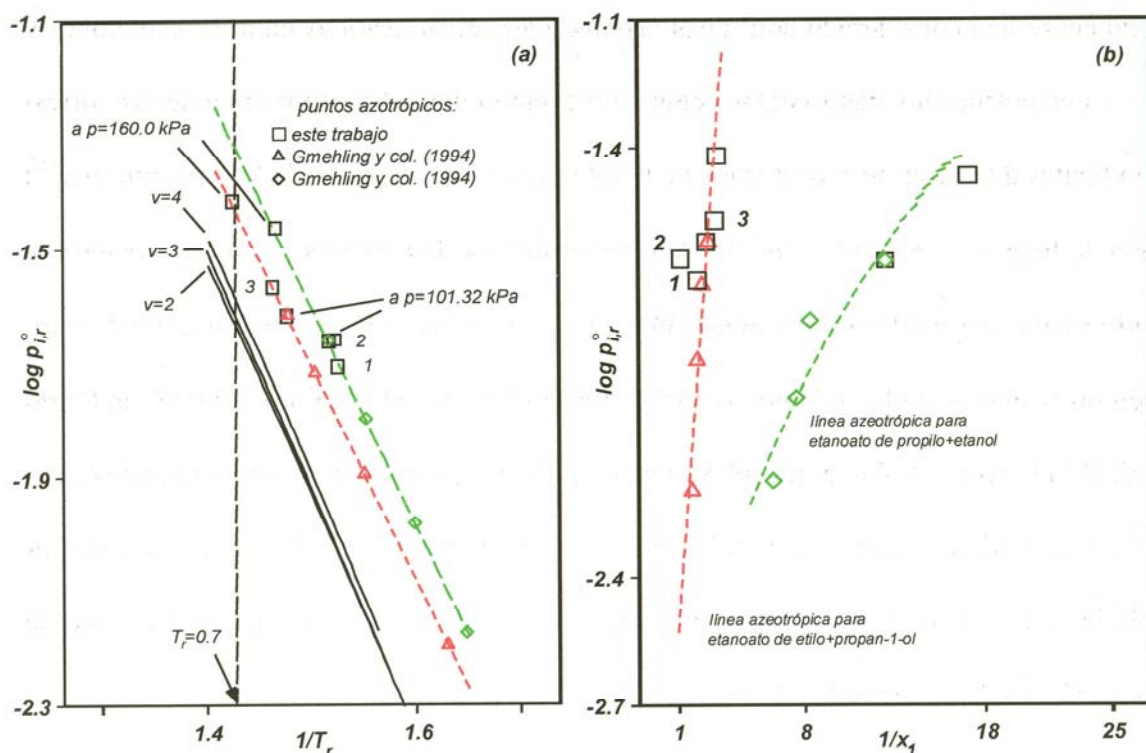 -1.1
(a)
puntos azotrópicos:
a p=160.0 kPa
este trabajo
Gmehling y col. (1994)
Gmehling y col. (1994)
v=4
-1.5
v=3
v=2
3
a p=101.32 kPa
2
1
log p°i,r
-1.9
Tr=0.7
-2.3
1.4
1/Tr
1.6
-1.1
(b)
-1.4
3
2
1
log p°i,r
línea azeotrópica para
etanoato de propilo+etanol
-2.4
línea azeotrópica para
etanoato de etilo+propan-1-ol
-2.7
1
8
1/x1
18
25